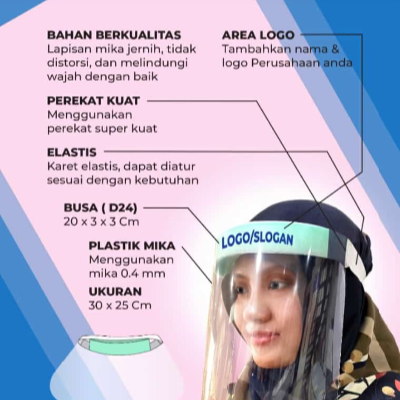 BAHAN BERKUALITAS
Lapisan mika jernih, tidak
distorsi, dan melindungi
wajah dengan baik
AREA LOGO
Tambahkan nama &
logo Perusahaan anda
PEREKAT KUAT
Menggunakan
perekat super kuat
ELASTIS
Karet elastis, dapat diatur
sesuai dengan kebutuhan
BUSA ( D24)
20 x 3 x 3 Cm
LOGO/SLOGAN
PLASTIK MIKA
Menggunakan
mika 0.4 mm
UKURAN
30 x 25 Cm